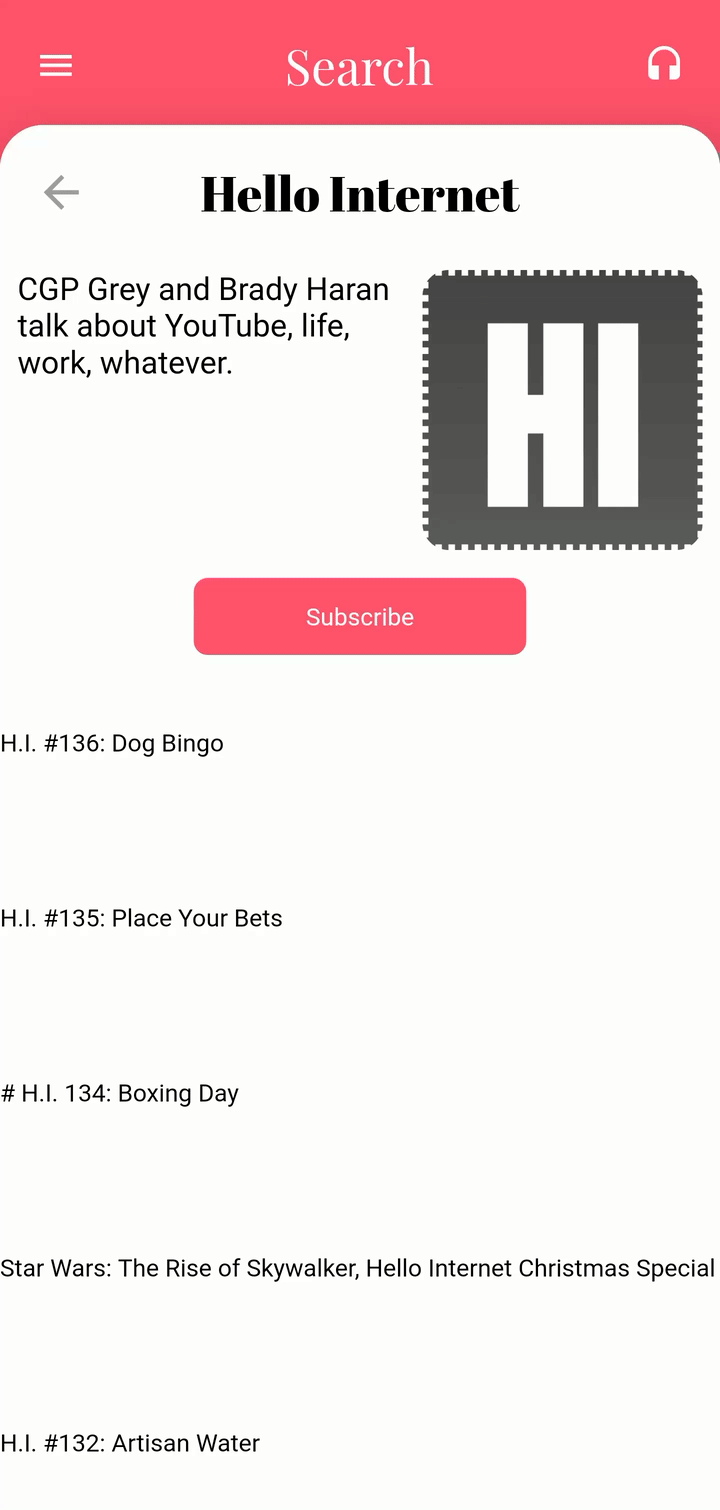 Search
Hello Internet
CGP Grey and Brady Haran
talk about YouTube, life,
work, whatever.
HI
Subscribe
H.I. #136: Dog Bingo
H.I. #135: Place Your Bets
# H.I. 134: Boxing Day
Star Wars: The Rise of Skywalker, Hello Internet Christmas Special
H.I. #132: Artisan Water